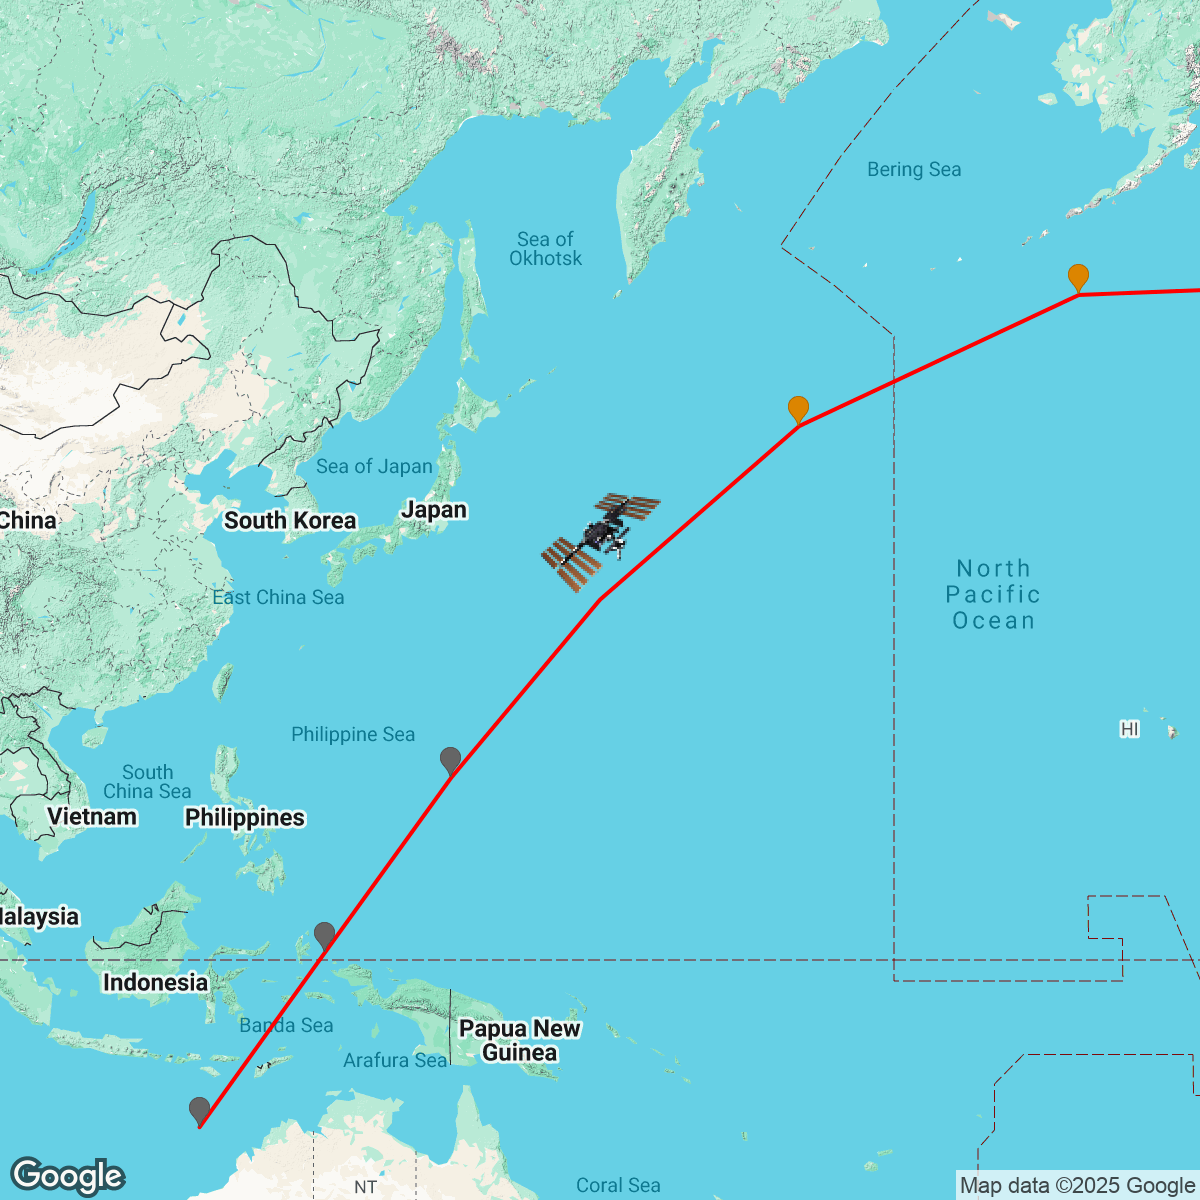 Bering Sea
Sea of
Okhotsk
Sea of Japan
China
South Korea
Japan
North
Pacific
Ocean
East China Sea
Philippine Sea
HI
South
China Sea
Vietnam
Philippines
Malaysia
Indonesia
Banda Sea
Papua New
Guinea
Arafura Sea
NT
Coral Sea
Google
Map data ©2025 Google